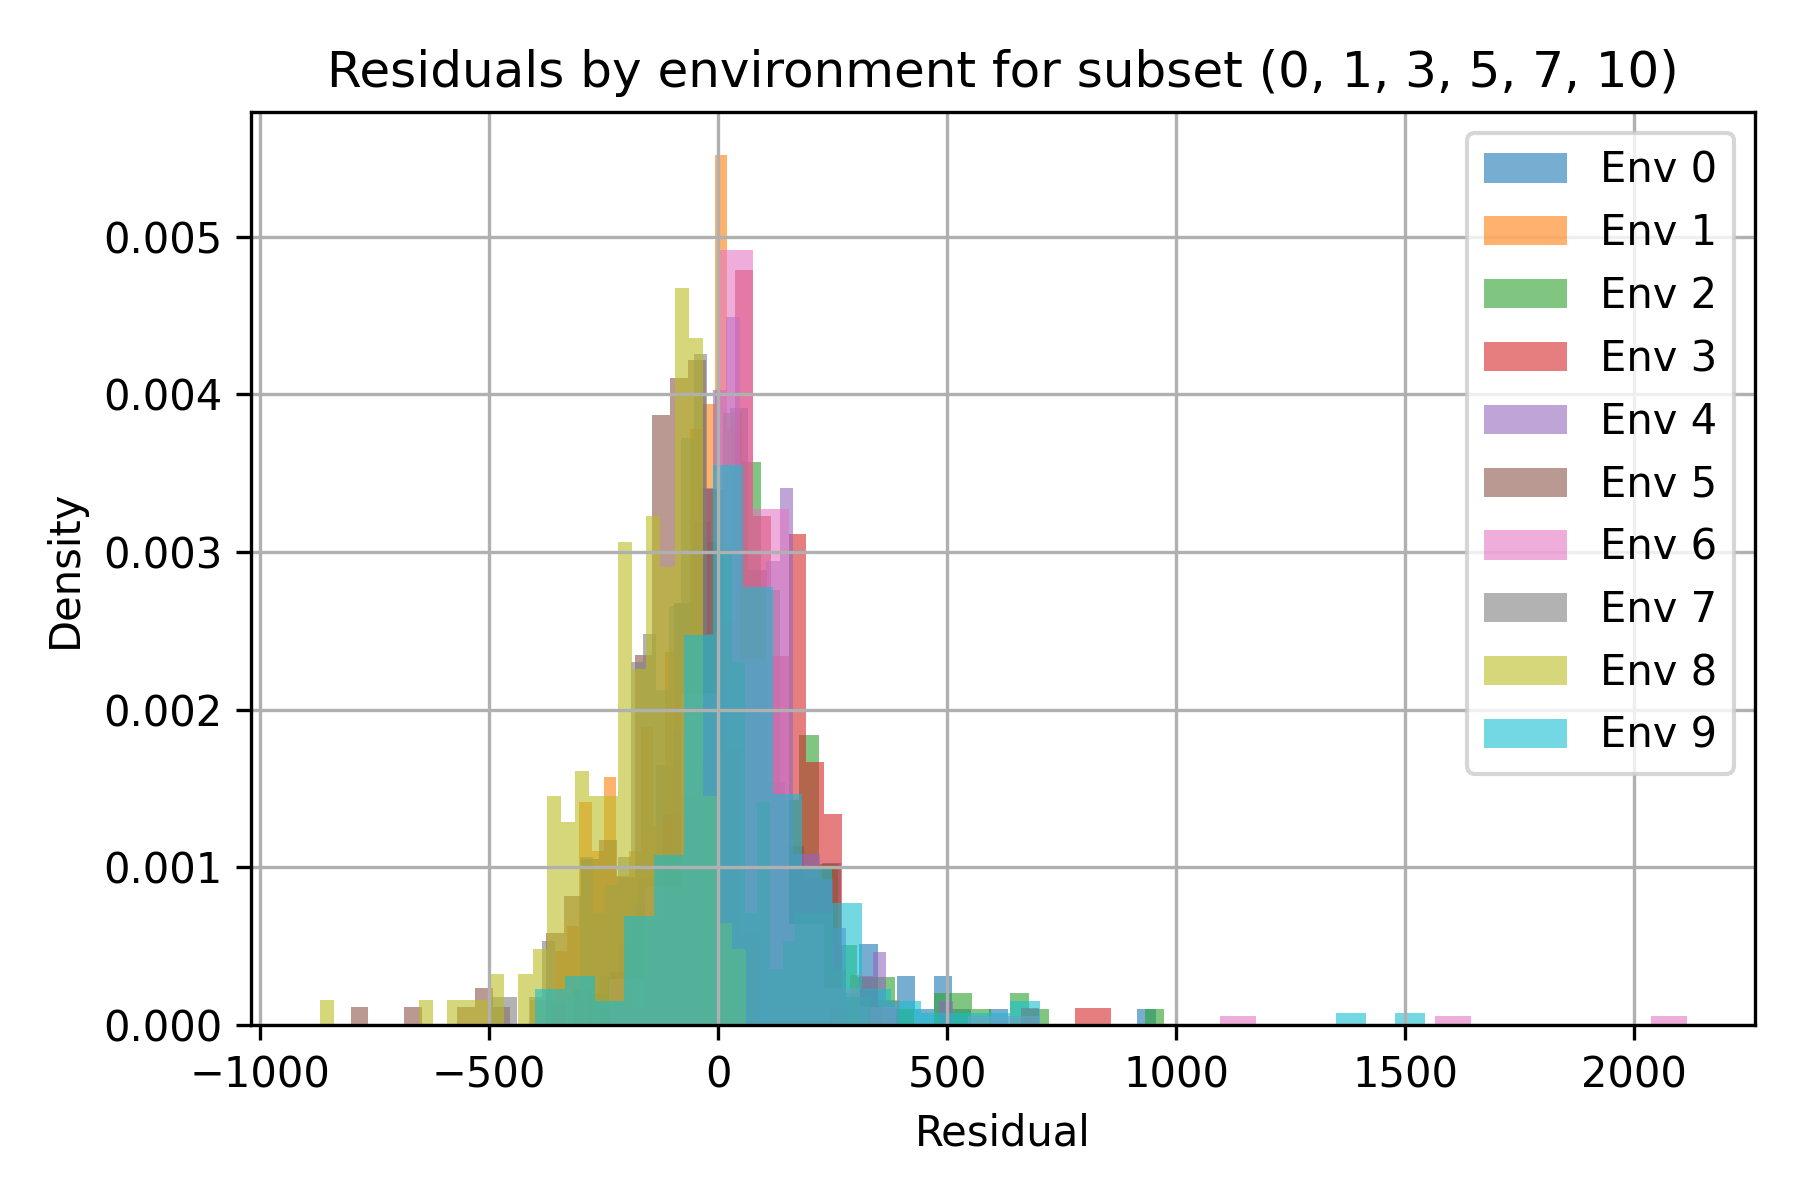 Residuals by environment for subset (0, 1, 3, 5, 7, 10)
Env 0
Env 1
Env 2
Env 3
Env 4
Env 5
Env 6
Env 7
Env 8
Env 9
Density
0.005
0.004
0.003
0.002
0.001
0.000
−1000 −500 0 500 1000 1500 2000
Residual